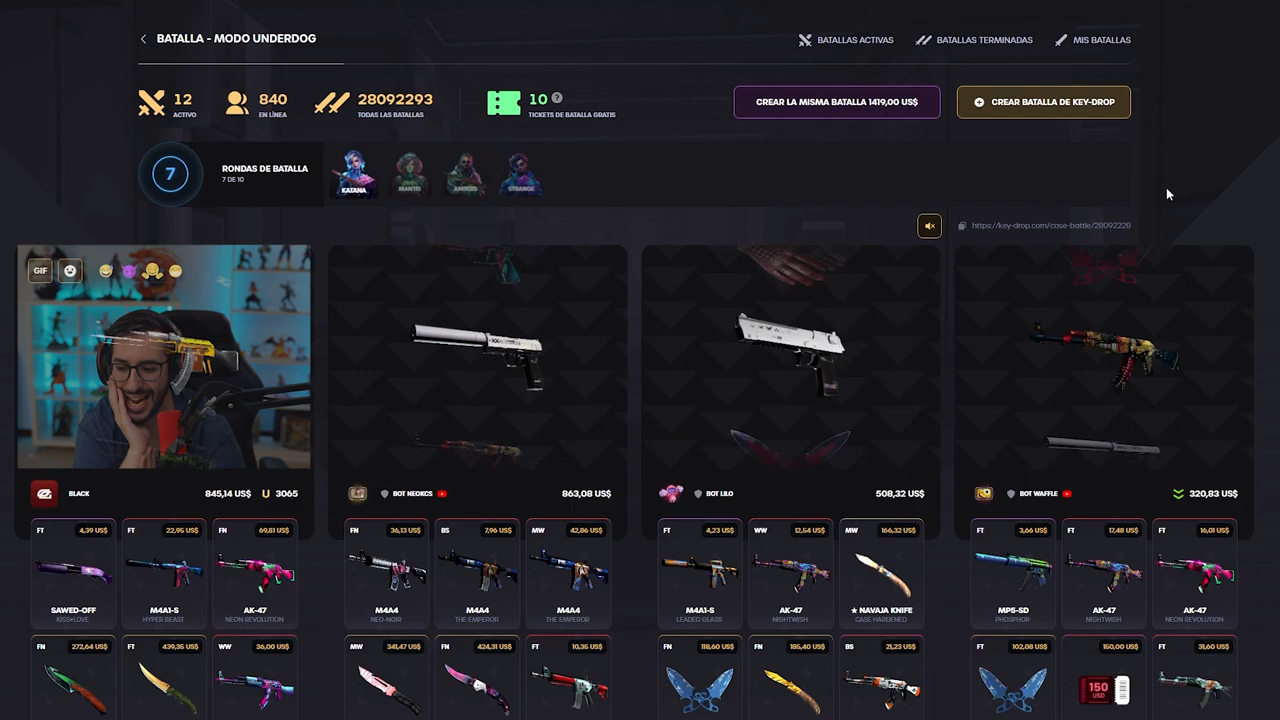 BATALLA - MODO UNDERDOG
BATALLAS ACTIVAS
BATALLAS TERMINADAS
MIS BATALLAS
12
ACTIVO
840
EN LÍNEA
28092293
TODAS LAS BATALLAS
10
?
TICKETS DE BATALLA GRATIS
CREAR LA MISMA BATALLA 1419,00 US$
CREAR BATALLA DE KEY-DROP
7
RONDAS DE BATALLA
7 DE 10
KATANA
MANTIS
ANDERS
STRANGE
https://key-drop.com/case-battle/28092228
GIF
BLACK
845,14 US$
3065
BOT NEOKCS
863,08 US$
BOT LILO
508,32 US$
BOT WAFFLE
320,83 US$
FT 4,39 US$
FT 22,95 US$
FN 69,81 US$
FN 36,13 US$
BS 7,96 US$
MW 42,86 US$
FT 4,23 US$
WW 12,54 US$
MW 166,32 US$
FT 3,66 US$
FT 17,48 US$
FT 16,01 US$
SAWED-OFF
M4A1-S
AK-47
M4A4
M4A4
M4A4
M4A1-S
AK-47
★ NAVAJA KNIFE
MP5-SD
AK-47
AK-47
KISS♥LOVE
HYPER BEAST
NEON REVOLUTION
NEO-NOIR
THE EMPEROR
THE EMPEROR
LEADED GLASS
NIGHTWISH
CASE HARDENED
PHOSPHOR
NIGHTWISH
NEON REVOLUTION
FN 272,64 US$
FT 439,35 US$
WW 36,00 US$
MW 341,47 US$
FN 424,31 US$
FT 10,35 US$
FN 118,60 US$
FN 185,40 US$
BS 21,23 US$
FT 102,08 US$
150,00 US$
FT 31,60 US$
150
USD